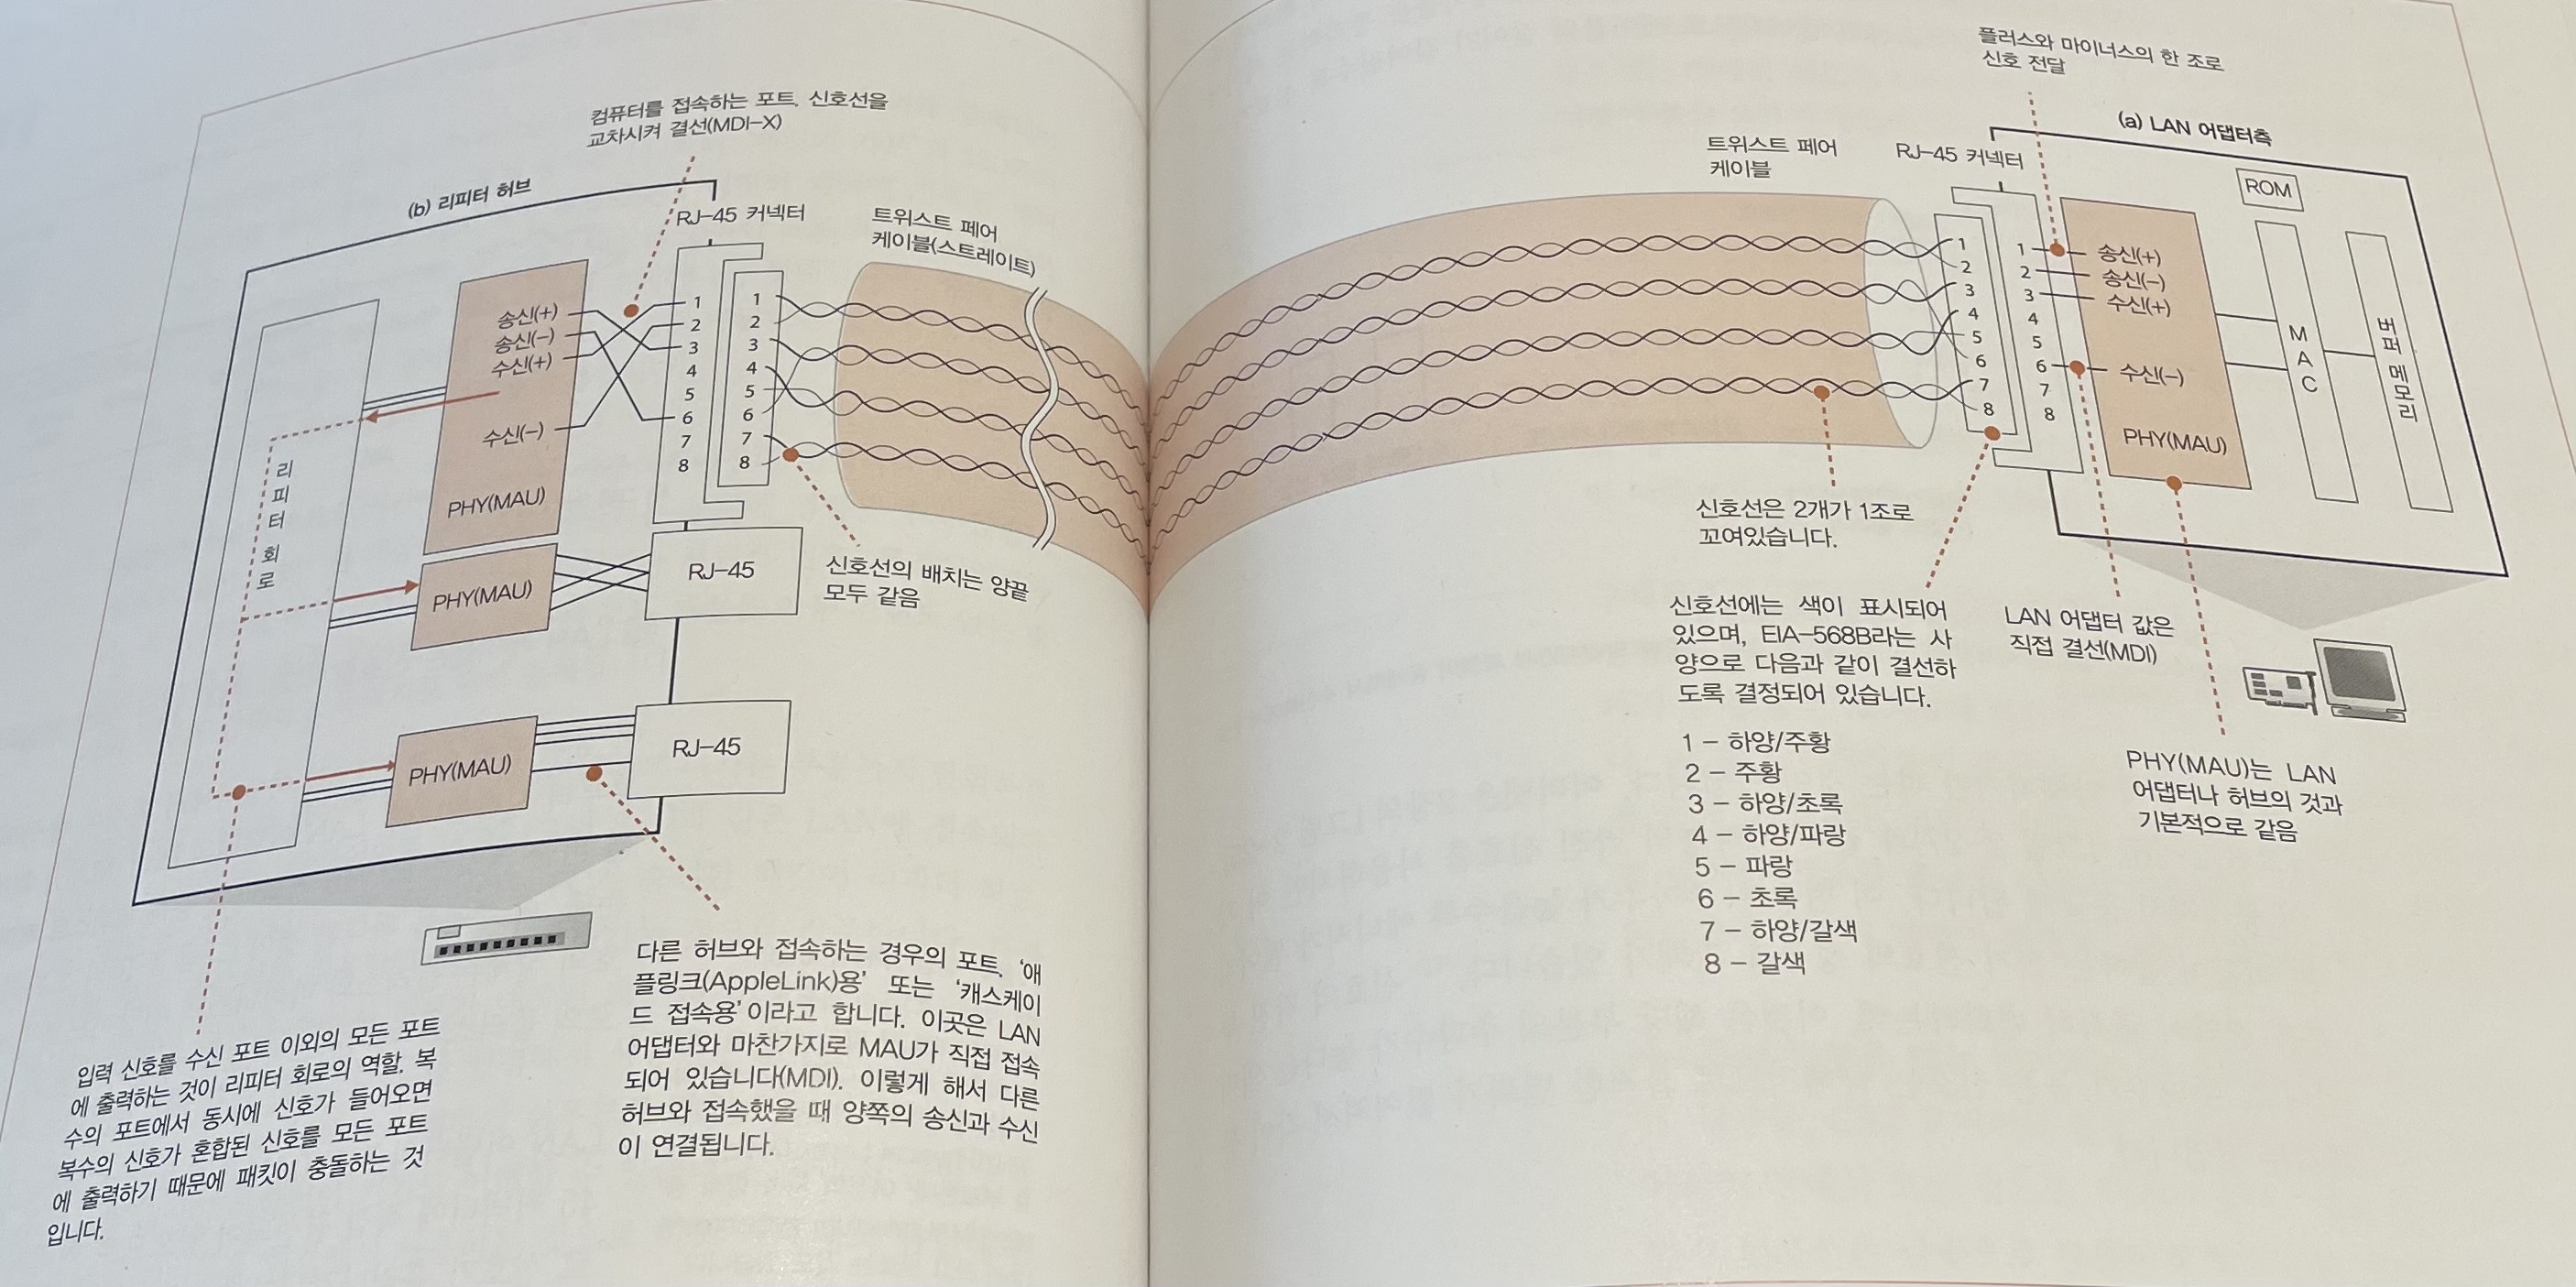 컴퓨터를 접속하는 포트. 신호선을
교차시켜 결선(MDI-X)
(b) 리피터 허브
RJ-45 커넥터
트위스트 페어
케이블(스트레이트)
송신(+)
송신(-)
수신(+)
수신(-)
PHY(MAU)
1
2
3
4
5
6
7
8
1
2
3
4
5
6
7
8
리피터 회로
PHY(MAU)
RJ-45
신호선의 배치는 양끝
모두 같음
PHY(MAU)
RJ-45
입력 신호를 수신 포트 이외의 모든 포트
에 출력하는 것이 리피터 회로의 역할. 복
수의 포트에서 동시에 신호가 들어오면
복수의 신호가 혼합된 신호를 모든 포트
에 출력하기 때문에 패킷이 충돌하는 것
입니다.
다른 허브와 접속하는 경우의 포트. '애
플링크(AppleLink)용' 또는 '캐스케이
드 접속용'이라고 합니다. 이곳은 LAN
어댑터와 마찬가지로 MAU가 직접 접속
되어 있습니다(MDI). 이렇게 해서 다른
허브와 접속했을 때 양쪽의 송신과 수신
이 연결됩니다.
플러스와 마이너스의 한 조로
신호 전달
(a) LAN 어댑터측
트위스트 페어
케이블
RJ-45 커넥터
ROM
1
2
3
4
5
6
7
8
1
2
3
4
5
6
7
8
송신(+)
송신(-)
수신(+)
수신(-)
PHY(MAU)
MAC
버퍼 메모리
신호선은 2개가 1조로
꼬여있습니다.
신호선에는 색이 표시되어
있으며, EIA-568B라는 사
양으로 다음과 같이 결선하
도록 결정되어 있습니다.
1 - 하양/주황
2 - 주황
3 - 하양/초록
4 - 하양/파랑
5 - 파랑
6 - 초록
7 - 하양/갈색
8 - 갈색
LAN 어댑터 값은
직접 결선(MDI)
PHY(MAU)는 LAN
어댑터나 허브의 것과
기본적으로 같음